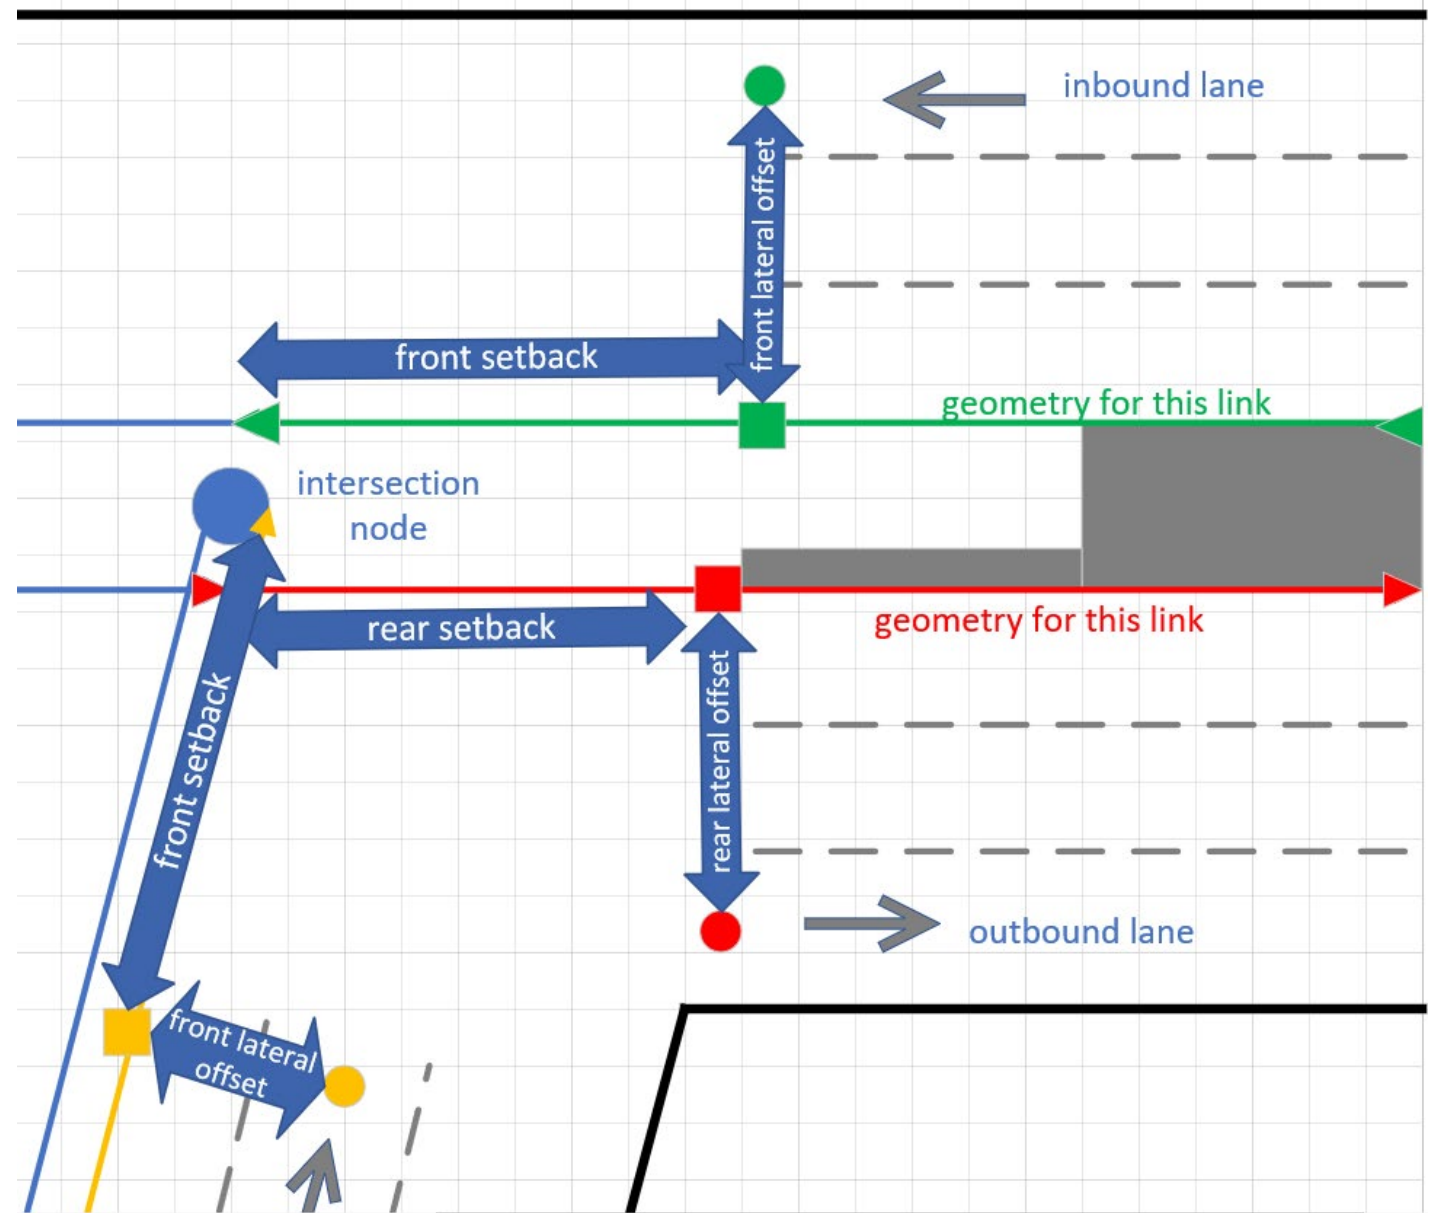 inbound lane
front lateral offset
front setback
geometry for this link
intersection
node
rear setback
geometry for this link
front setback
rear lateral offset
outbound lane
front lateral
offset